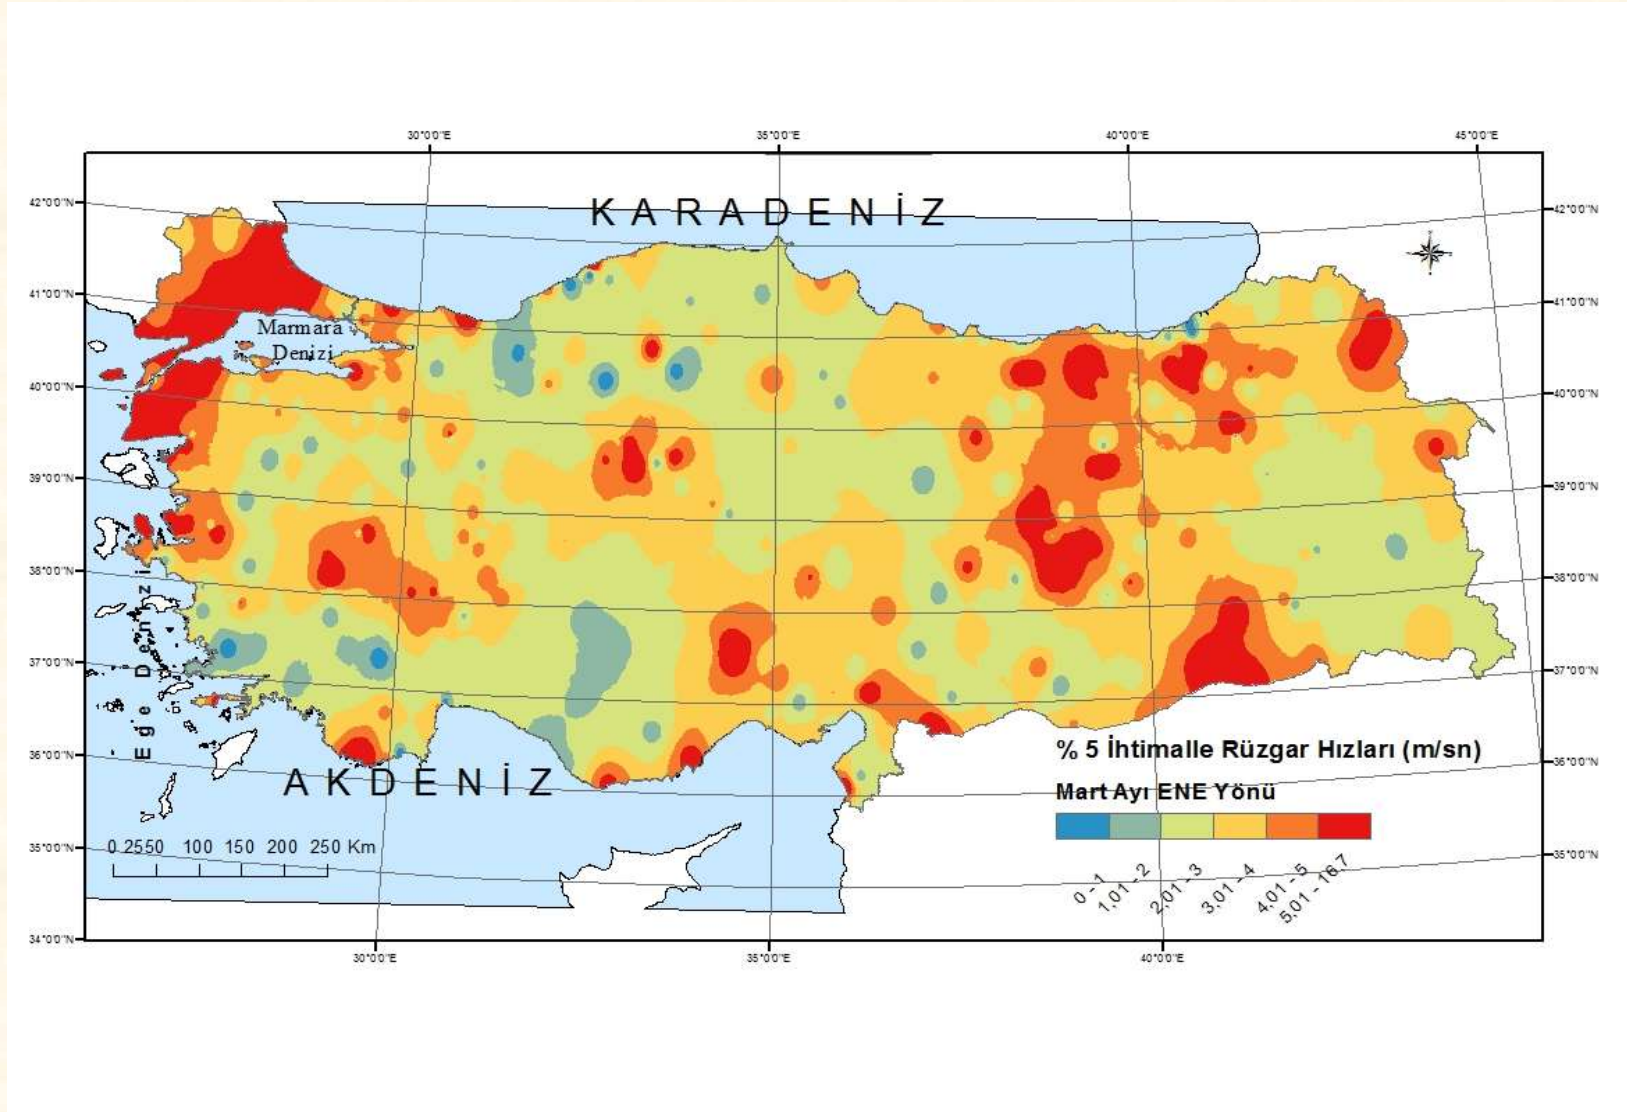 30°0'0"E 35°0'0"E 40°0'0"E 45°0'0"E
42°0'0"N
KARADENİZ
42°0'0"N
41°0'0"N
41°0'0"N
Marmara
Denizi
40°0'0"N
40°0'0"N
39°0'0"N
39°0'0"N
38°0'0"N
38°0'0"N
37°0'0"N
37°0'0"N
Ege Denizi
36°0'0"N
36°0'0"N
AKDENİZ
% 5 İhtimalle Rüzgar Hızları (m/sn)
Mart Ayı ENE Yönü
0 - 1
1,01 - 2
2,01 - 3
3,01 - 4
4,01 - 5
5,01 - 16,7
0 25 50 100 150 200 250 Km
35°0'0"N
35°0'0"N
34°0'0"N
30°0'0"E 35°0'0"E 40°0'0"E